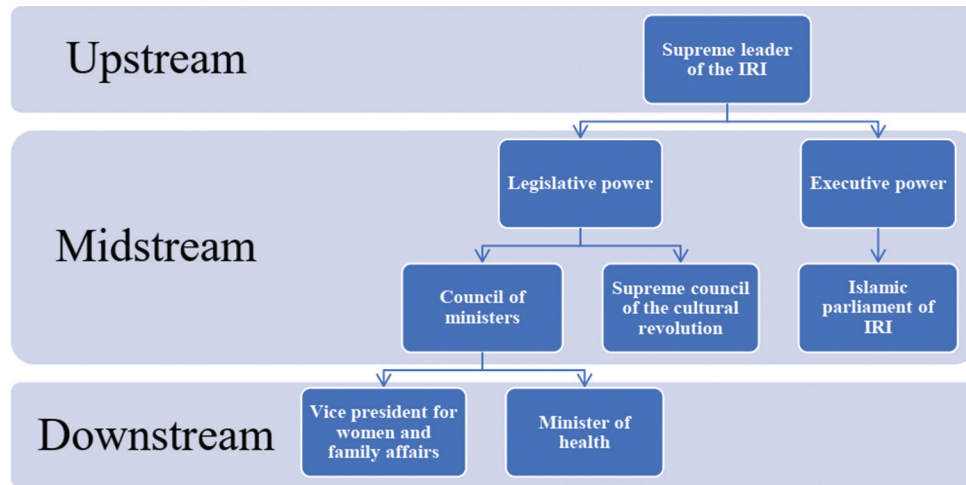 Upstream
Supreme leader
of the IRI
Midstream
Legislative power
Executive power
Council of
ministers
Supreme council
of the cultural
revolution
Islamic
parliament of
IRI
Downstream
Vice president for
women and
family affairs
Minister of
health